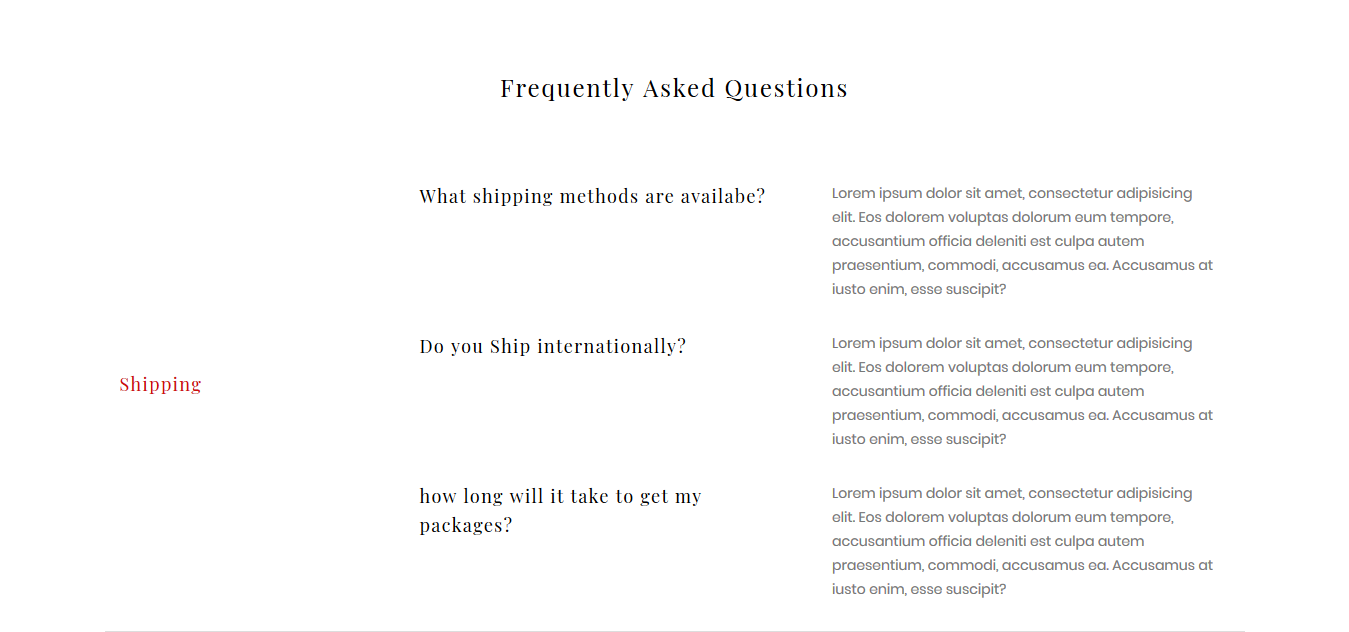 Frequently Asked Questions
Shipping
What shipping methods are availabe?
Lorem ipsum dolor sit amet, consectetur adipisicing
elit. Eos dolorem voluptas dolorum eum tempore,
accusantium officia deleniti est culpa autem
praesentium, commodi, accusamus ea. Accusamus at
iusto enim, esse suscipit?
Do you Ship internationally?
Lorem ipsum dolor sit amet, consectetur adipisicing
elit. Eos dolorem voluptas dolorum eum tempore,
accusantium officia deleniti est culpa autem
praesentium, commodi, accusamus ea. Accusamus at
iusto enim, esse suscipit?
how long will it take to get my
packages?
Lorem ipsum dolor sit amet, consectetur adipisicing
elit. Eos dolorem voluptas dolorum eum tempore,
accusantium officia deleniti est culpa autem
praesentium, commodi, accusamus ea. Accusamus at
iusto enim, esse suscipit?